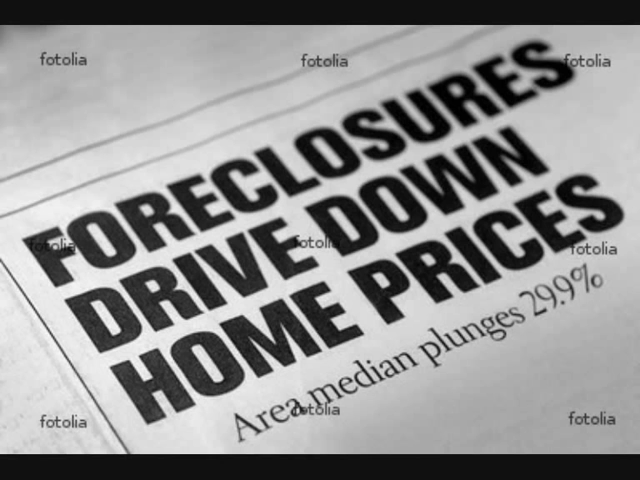 fotolia fotolia fotolia
FORECLOSURES
DRIVE DOWN
HOME PRICES
Area median plunges 29.9%
fotolia fotolia fotolia
fotolia fotolia fotolia